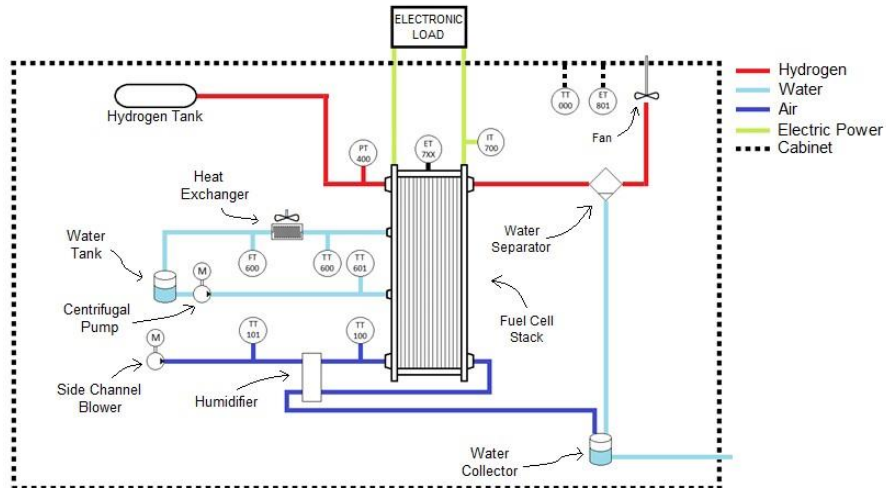 ELECTRONIC
LOAD
Hydrogen
Water
Air
Electric Power
Cabinet
TT
000
ET
801
Fan
Hydrogen Tank
PT
400
ET
7XX
IT
700
Heat
Exchanger
Water
Separator
Water
Tank
FT
600
TT
600
TT
601
M
Centrifugal
Pump
Fuel Cell
Stack
M
TT
101
TT
100
Side Channel
Blower
Humidifier
Water
Collector